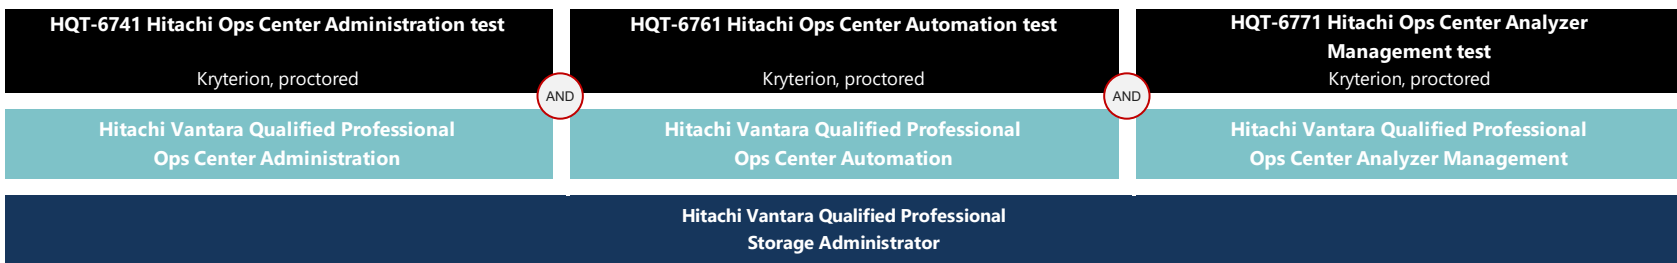 HQT-6741 Hitachi Ops Center Administration test
Kryterion, proctored
AND
HQT-6761 Hitachi Ops Center Automation test
Kryterion, proctored
AND
HQT-6771 Hitachi Ops Center Analyzer
Management test
Kryterion, proctored
Hitachi Vantara Qualified Professional
Ops Center Administration
Hitachi Vantara Qualified Professional
Ops Center Automation
Hitachi Vantara Qualified Professional
Ops Center Analyzer Management
Hitachi Vantara Qualified Professional
Storage Administrator